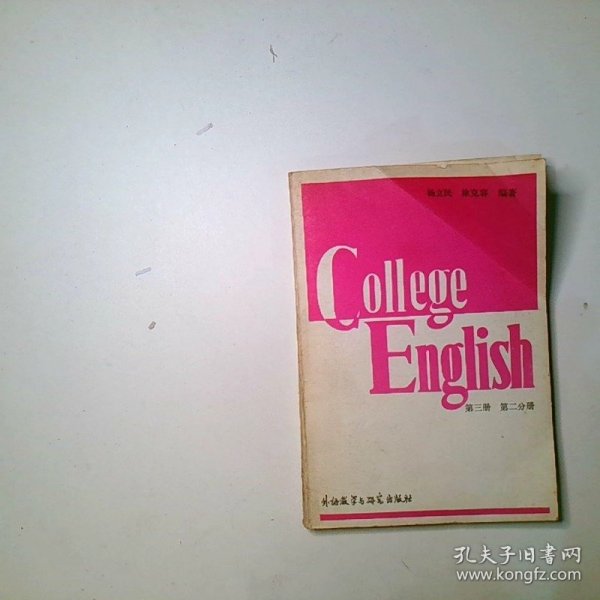 杨立民 徐克容 编著
College
English
第三册 第二分册
外语教学与研究出版社
孔夫子旧书网
www.kongfz.com